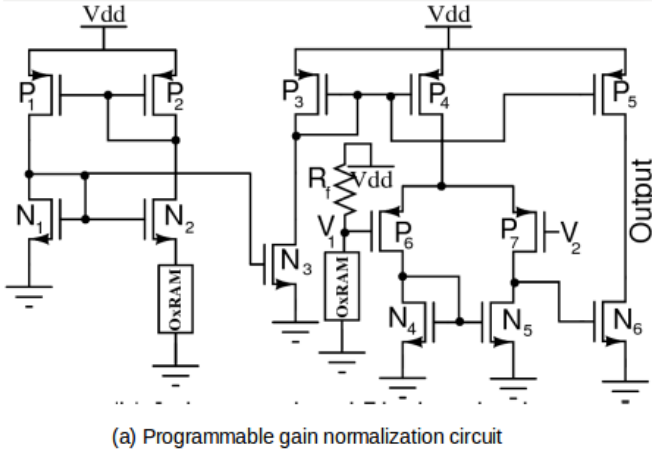 Vdd
Vdd
P1
P2
P3
P4
P5
Rf
Vdd
V1
P6
P7
V2
Output
N1
N2
N3
OxRAM
OxRAM
N4
N5
N6
(a) Programmable gain normalization circuit